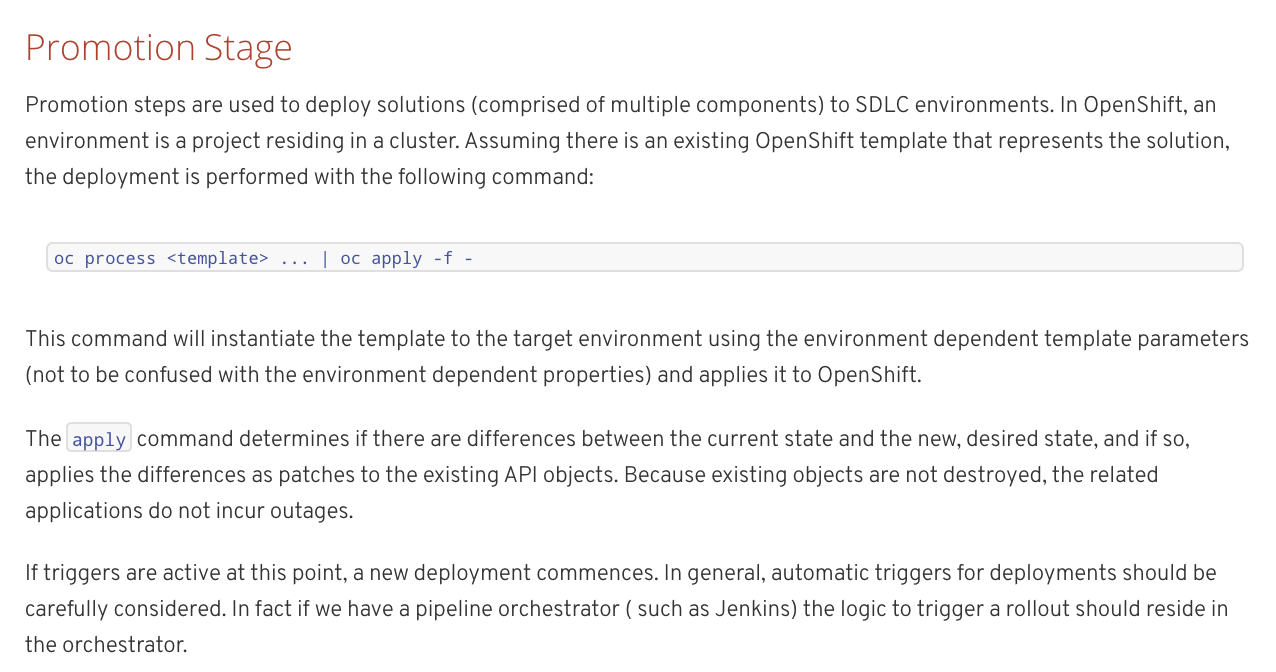 Promotion Stage
Promotion steps are used to deploy solutions (comprised of multiple components) to SDLC environments. In OpenShift, an
environment is a project residing in a cluster. Assuming there is an existing OpenShift template that represents the solution,
the deployment is performed with the following command:
oc process <template> ... | oc apply -f -
This command will instantiate the template to the target environment using the environment dependent template parameters
(not to be confused with the environment dependent properties) and applies it to OpenShift.
The apply command determines if there are differences between the current state and the new, desired state, and if so,
applies the differences as patches to the existing API objects. Because existing objects are not destroyed, the related
applications do not incur outages.
If triggers are active at this point, a new deployment commences. In general, automatic triggers for deployments should be
carefully considered. In fact if we have a pipeline orchestrator ( such as Jenkins) the logic to trigger a rollout should reside in
the orchestrator.